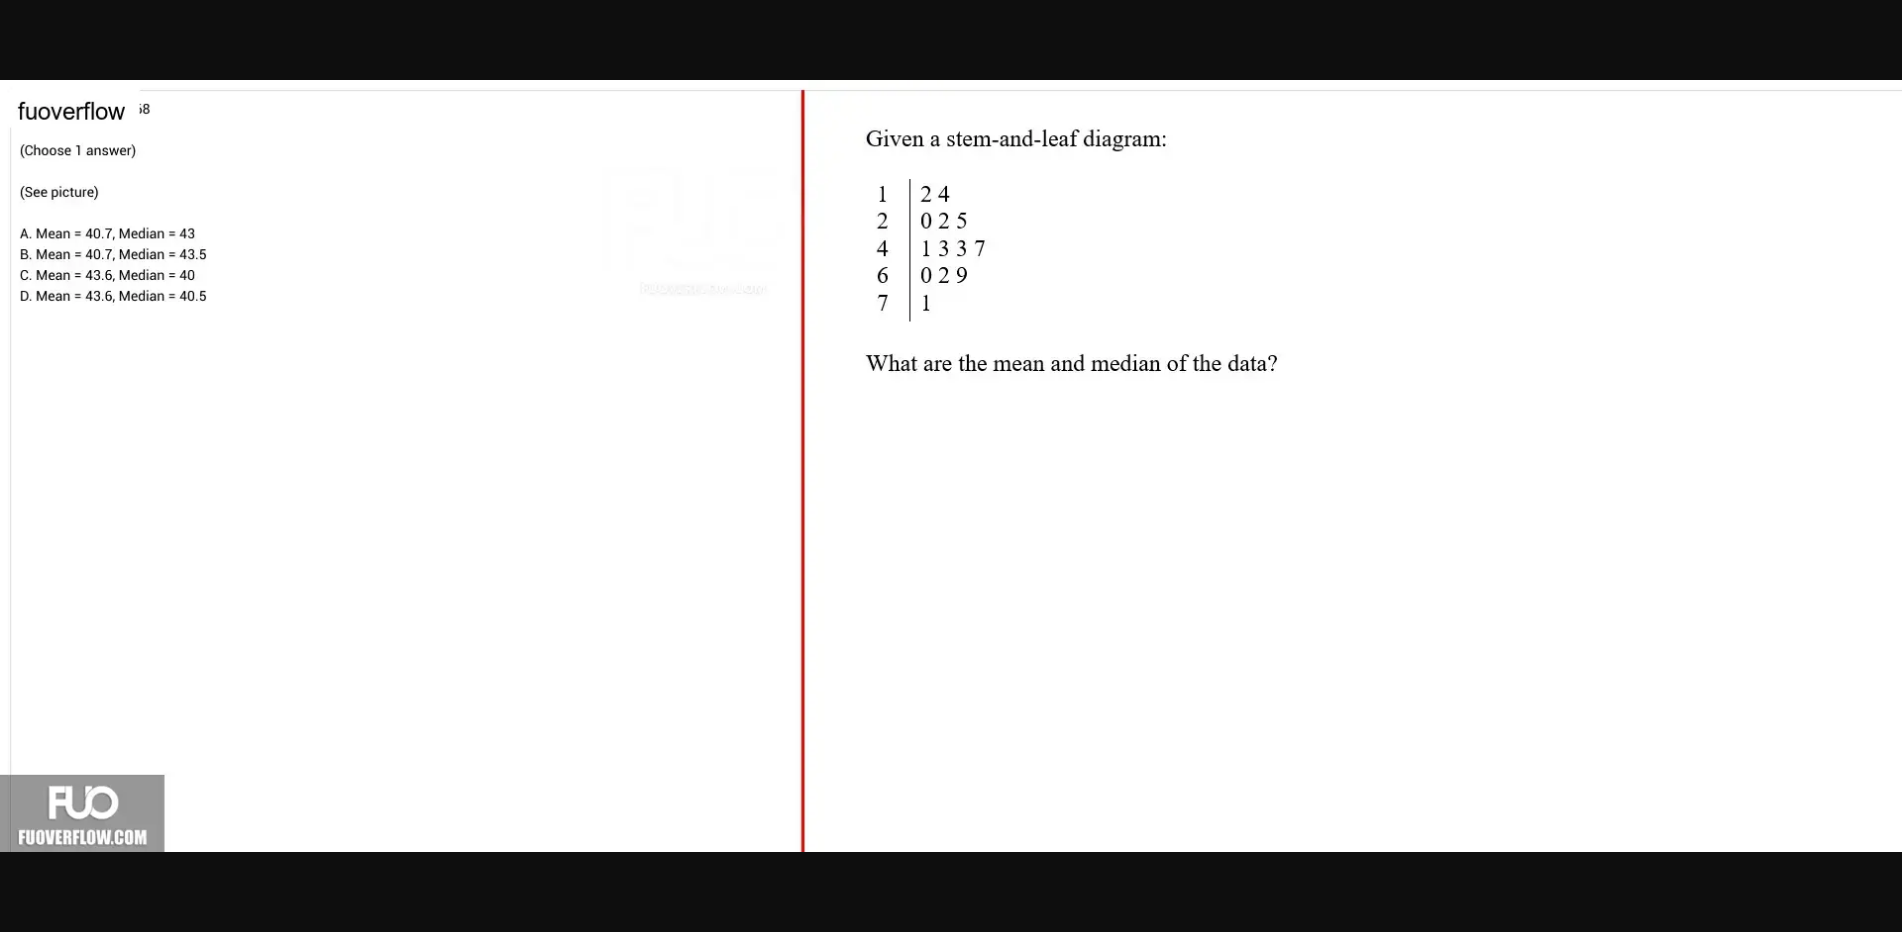 fuoverflow 68
(Choose 1 answer)
(See picture)
A. Mean = 40.7, Median = 43
B. Mean = 40.7, Median = 43.5
C. Mean = 43.6, Median = 40
D. Mean = 43.6, Median = 40.5
Given a stem-and-leaf diagram:
1 2 4
2 0 2 5
4 1 3 3 7
6 0 2 9
7 1
What are the mean and median of the data?
FUO
FUOVERFLOW.COM